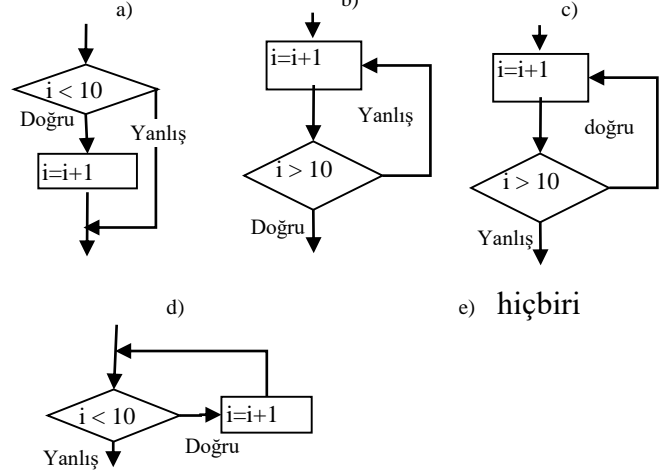 a)
i < 10
Doğru
Yanlış
i=i+1
b)
i=i+1
Yanlış
i > 10
Doğru
c)
i=i+1
doğru
i > 10
Yanlış
d)
i < 10
i=i+1
Doğru
Yanlış
e) hiçbiri